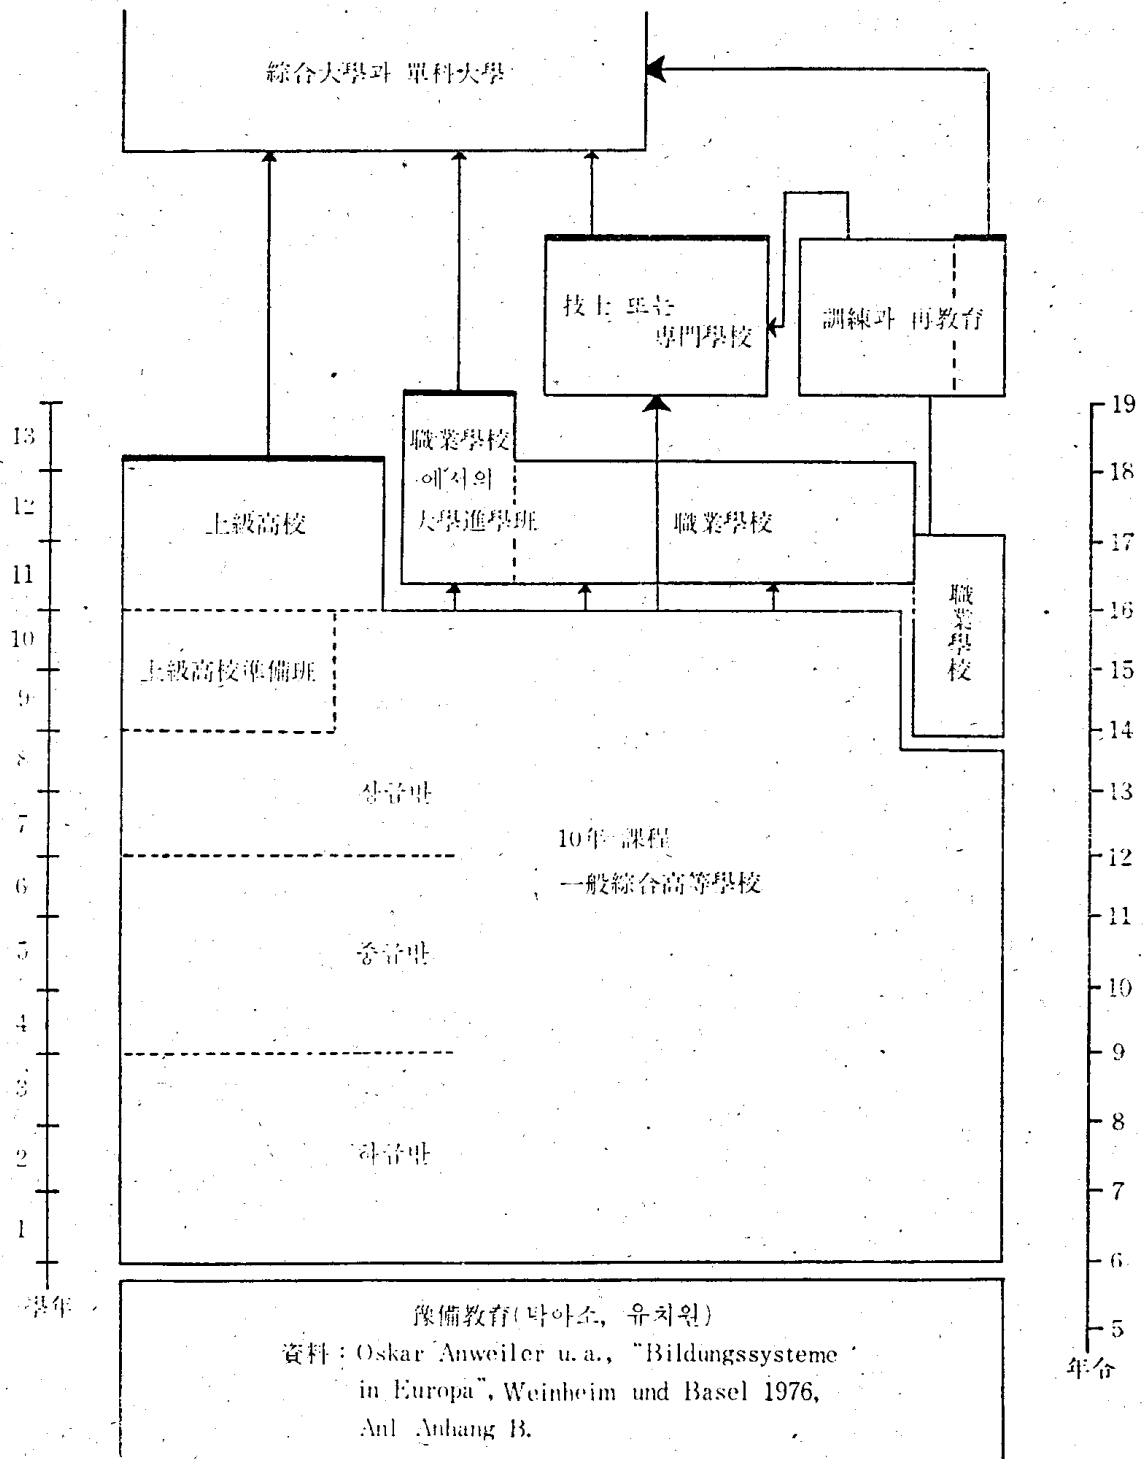 綜合大學과 單科大學
技士 또는
專門學校
訓練과 再教育
職業學校
에서의
大學進學班
職業學校
上級高校
職業學校
上級高校準備班
상급반
10年 課程
一般綜合高等學校
중급반
하급반
13
12
11
10
9
8
7
6
5
4
3
2
1
學年
19
18
17
16
15
14
13
12
11
10
9
8
7
6
5
年令
豫備教育(탁아소, 유치원)
資料 : Oskar Anweiler u. a., "Bildungssysteme
in Europa", Weinheim und Basel 1976,
Anl Anhang B.